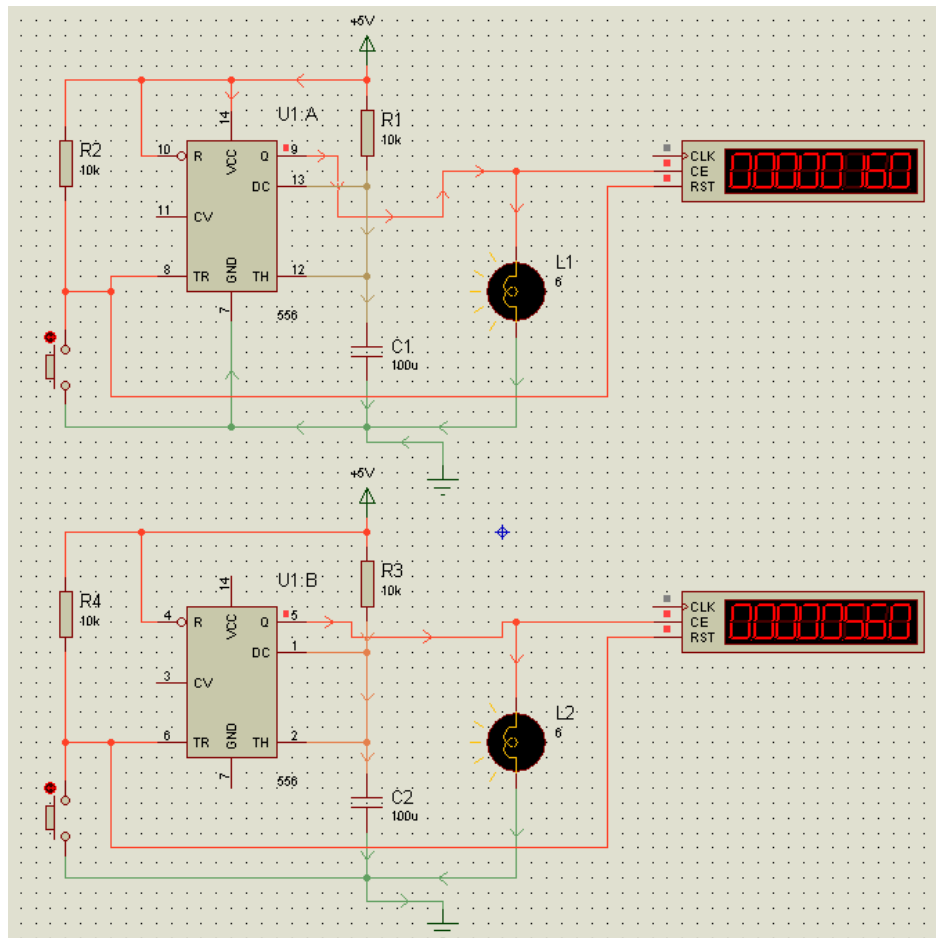 +5V
U1:A
R1
10k
R2
10k
14
VCC
10
R
Q
9
DC
13
11
CV
8
TR
GND
TH
12
7
556
C1
100u
L1
6
CLK
CE
RST
00000160
+5V
U1:B
R3
10k
R4
10k
14
VCC
4
R
Q
5
DC
1
3
CV
6
TR
GND
TH
2
7
556
C2
100u
L2
6
CLK
CE
RST